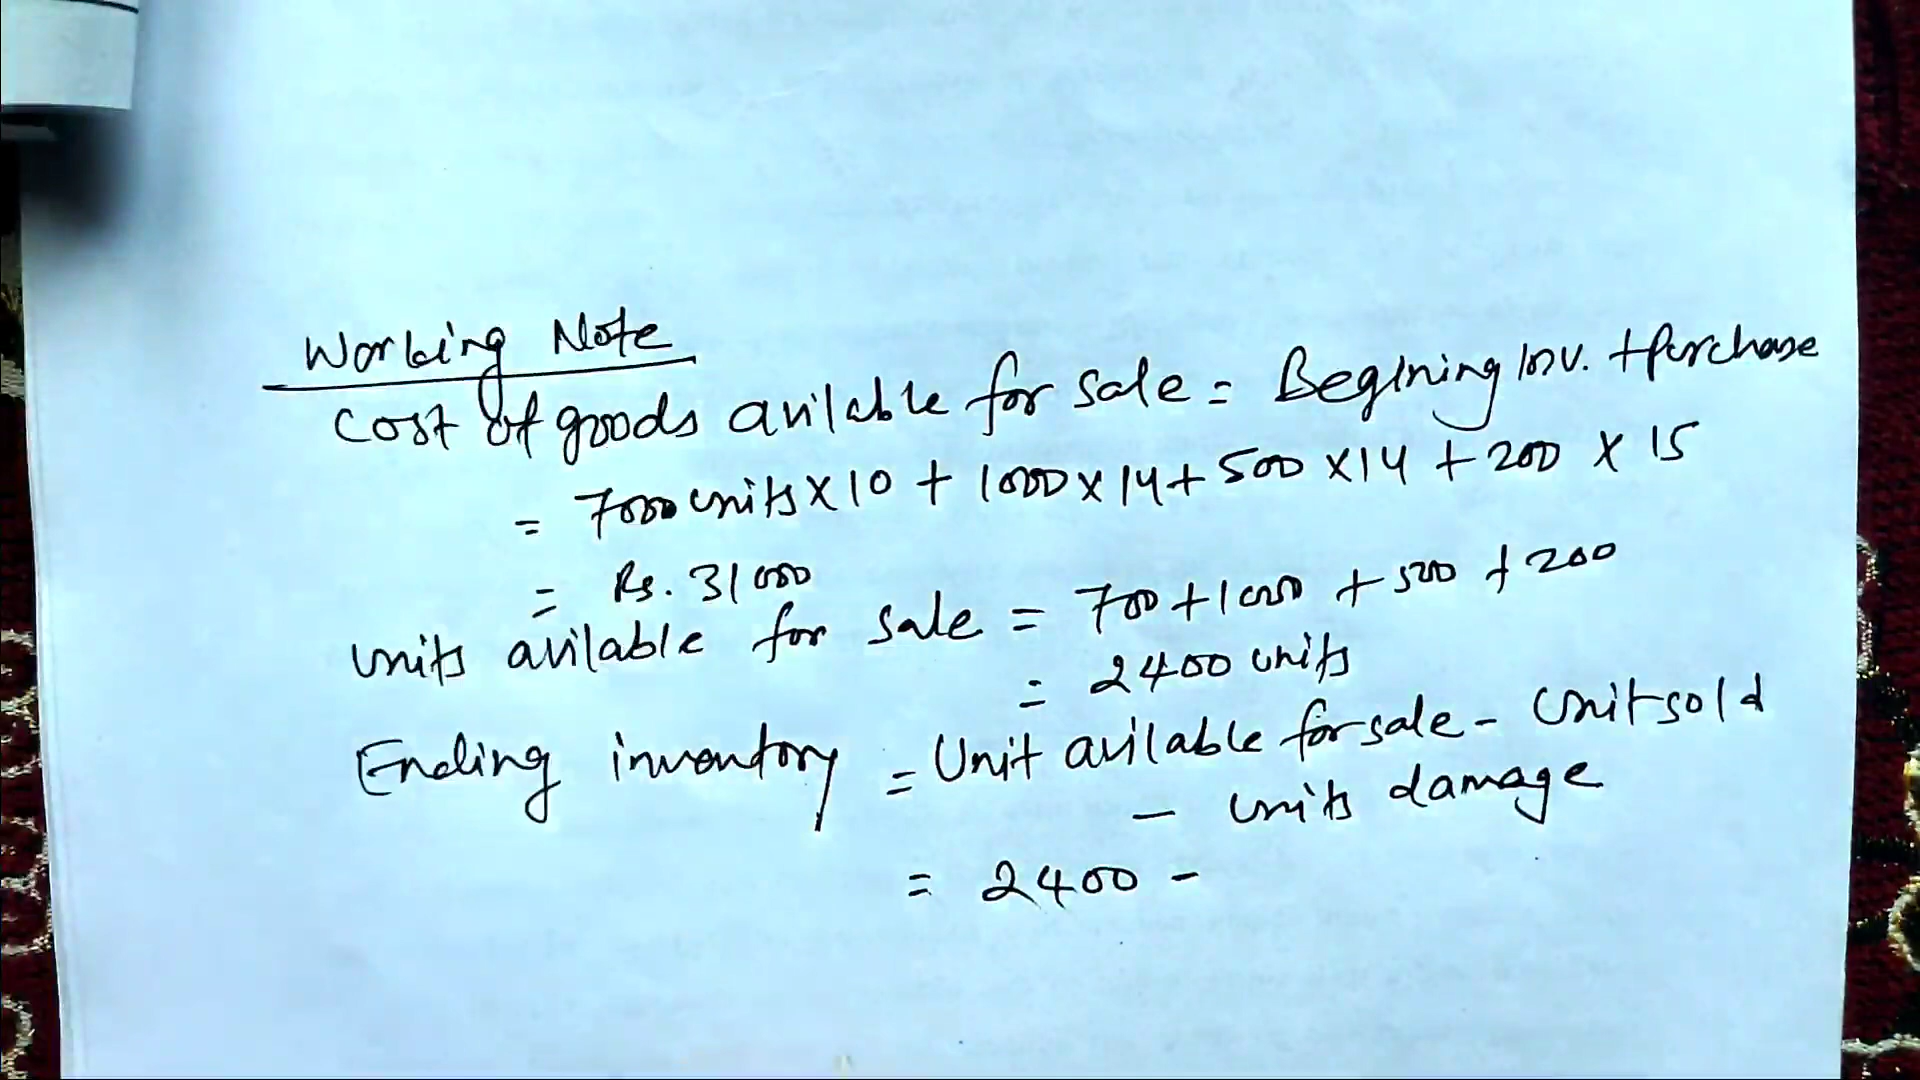 Working Note
Cost of goods avilable for sale = Begining Inv. + Purchase
= 7000 units X 10 + 1000 X 14 + 500 X 14 + 200 X 15
= Rs. 31000
units avilable for sale = 700 + 1000 + 500 + 200
= 2400 units
Ending inventory = Unit avilable for sale - Unit sold
- units damage
= 2400 -